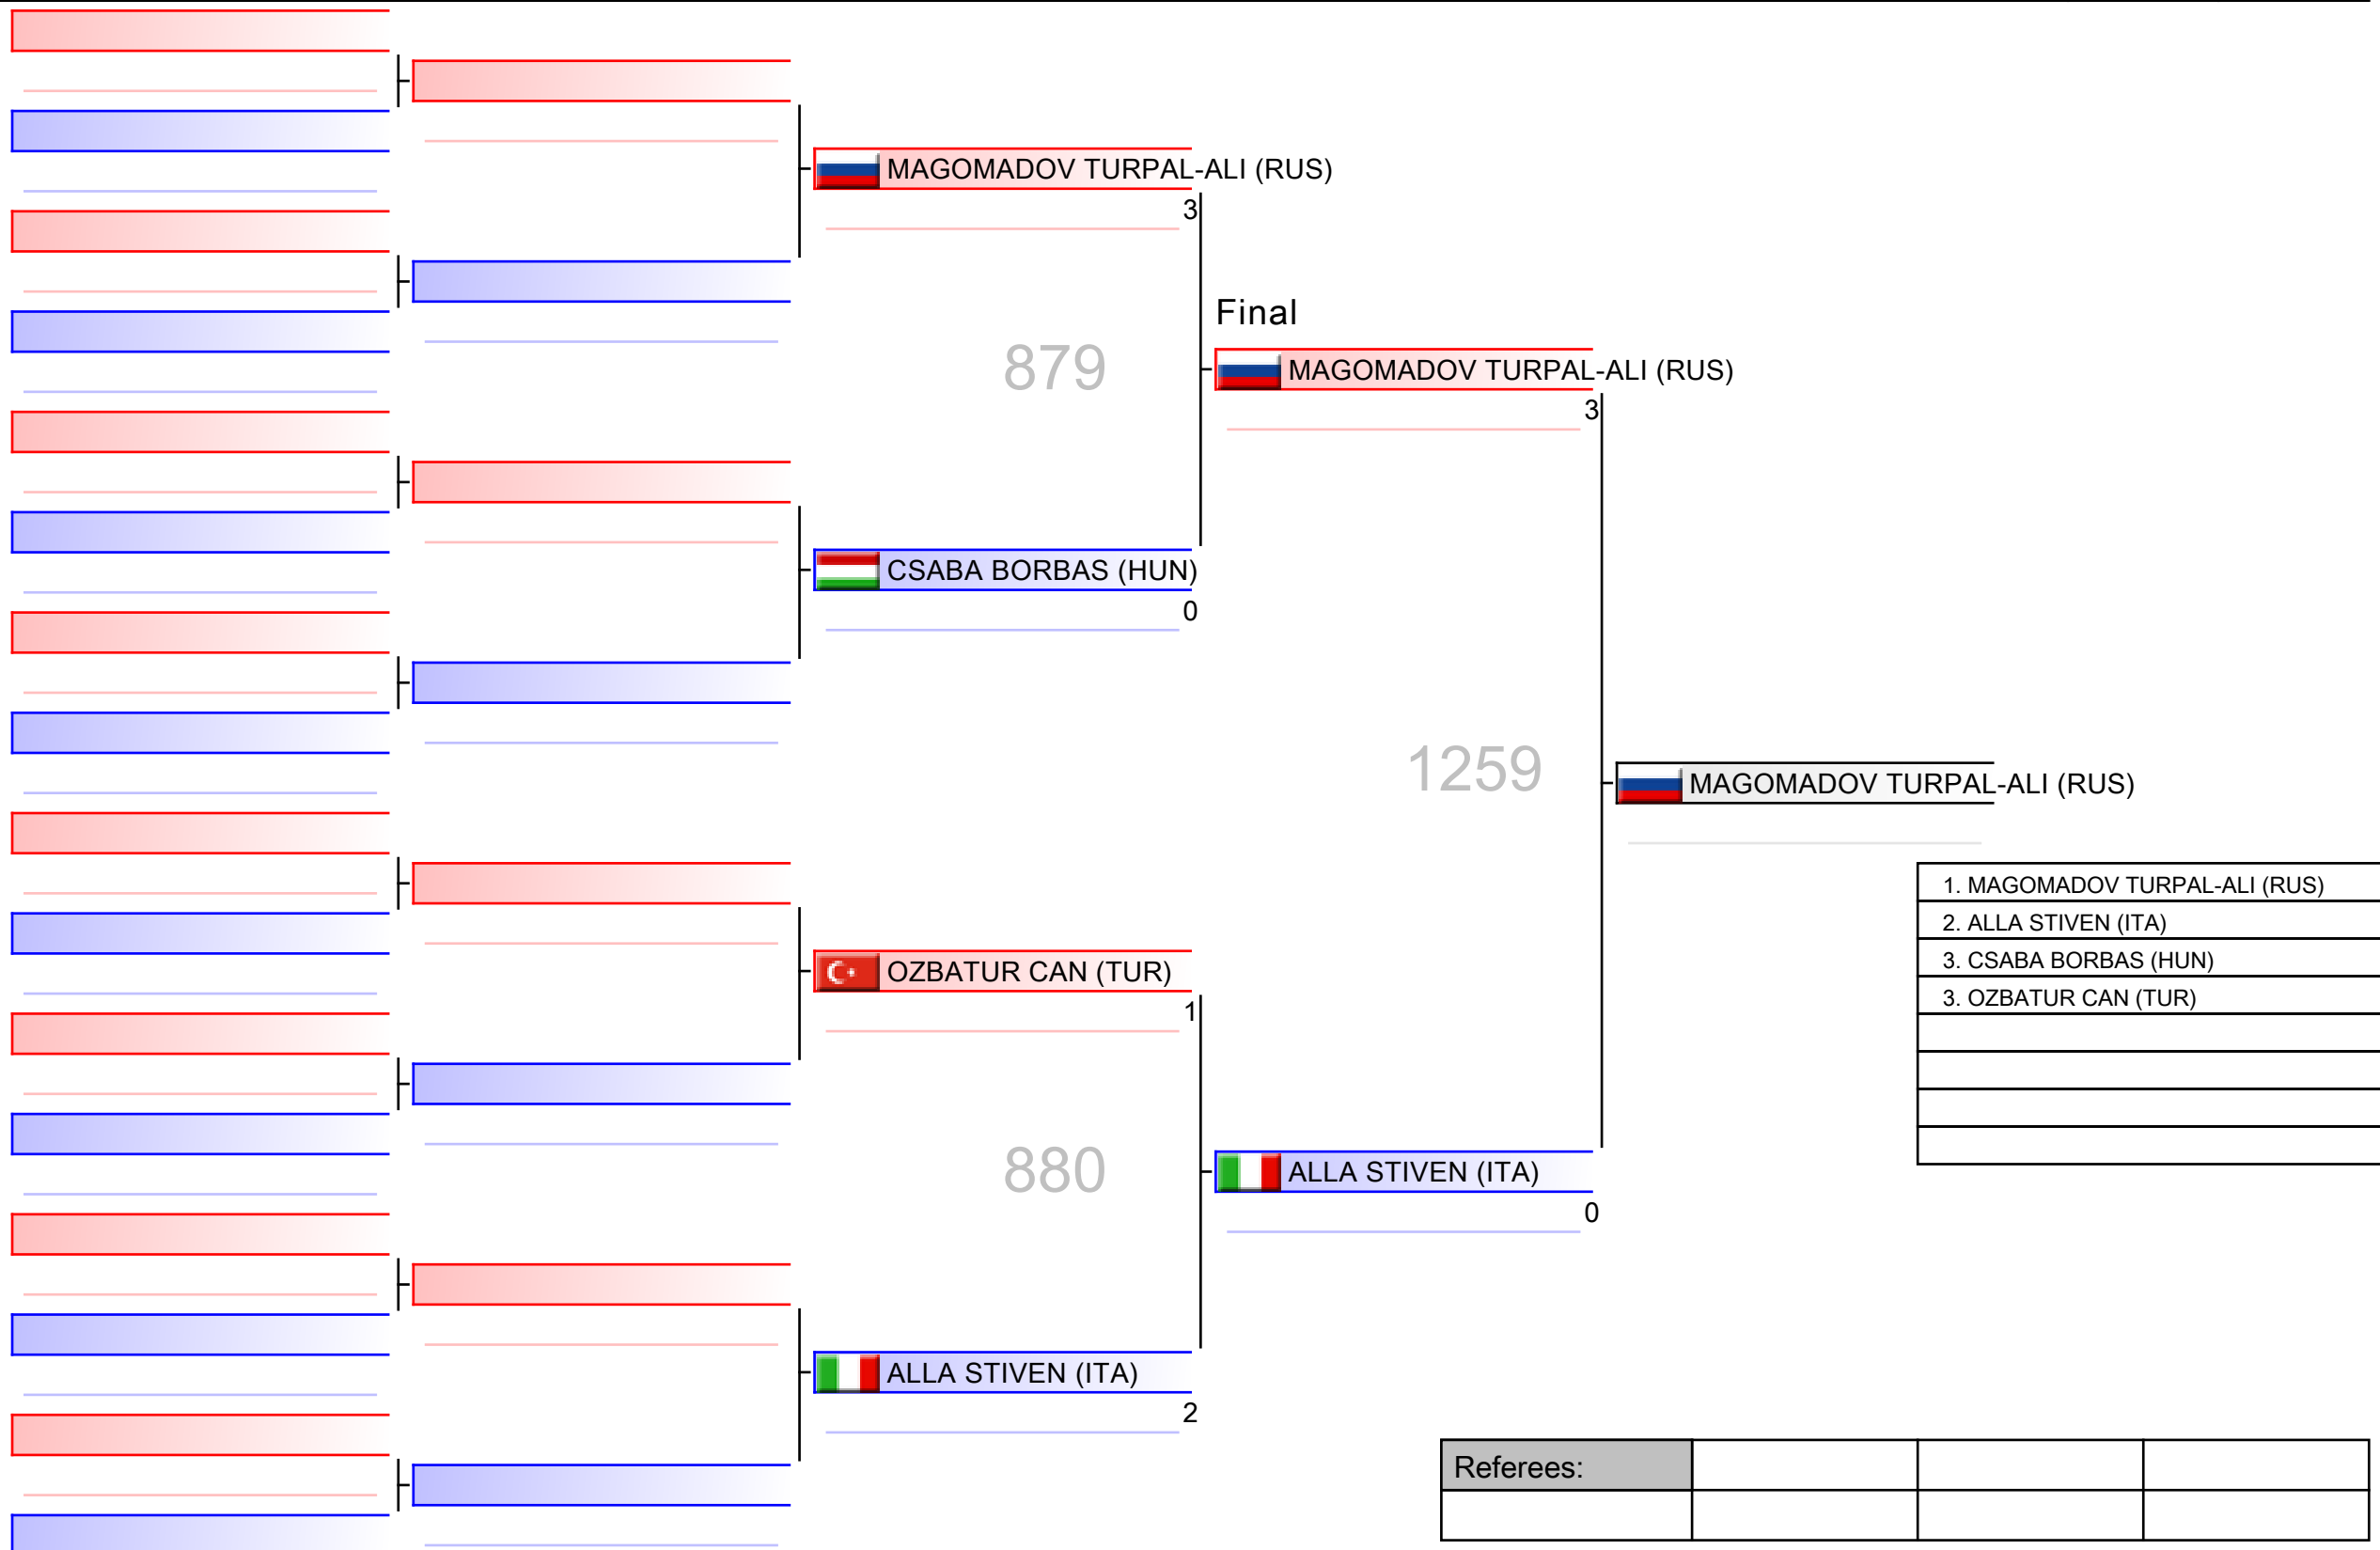 MAGOMADOV TURPAL-ALI (RUS)
3
879
CSABA BORBAS (HUN)
0
OZBATUR CAN (TUR)
1
880
ALLA STIVEN (ITA)
2
Final
MAGOMADOV TURPAL-ALI (RUS)
3
1259
ALLA STIVEN (ITA)
0
MAGOMADOV TURPAL-ALI (RUS)
1. MAGOMADOV TURPAL-ALI (RUS)
2. ALLA STIVEN (ITA)
3. CSABA BORBAS (HUN)
3. OZBATUR CAN (TUR)
Referees: